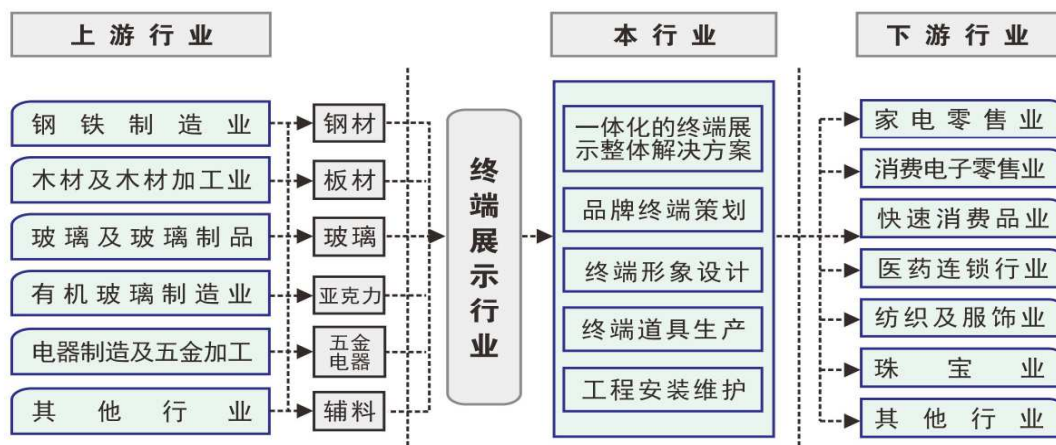 上游行业
本行业
下游行业
钢铁制造业
木材及木材加工业
玻璃及玻璃制品
有机玻璃制造业
电器制造及五金加工
其他行业
钢材
板材
玻璃
亚克力
五金
电器
辅料
终端展示行业
一体化的终端展
示整体解决方案
品牌终端策划
终端形象设计
终端道具生产
工程安装维护
家电零售业
消费电子零售业
快速消费品业
医药连锁行业
纺织及服饰业
珠宝业
其他行业